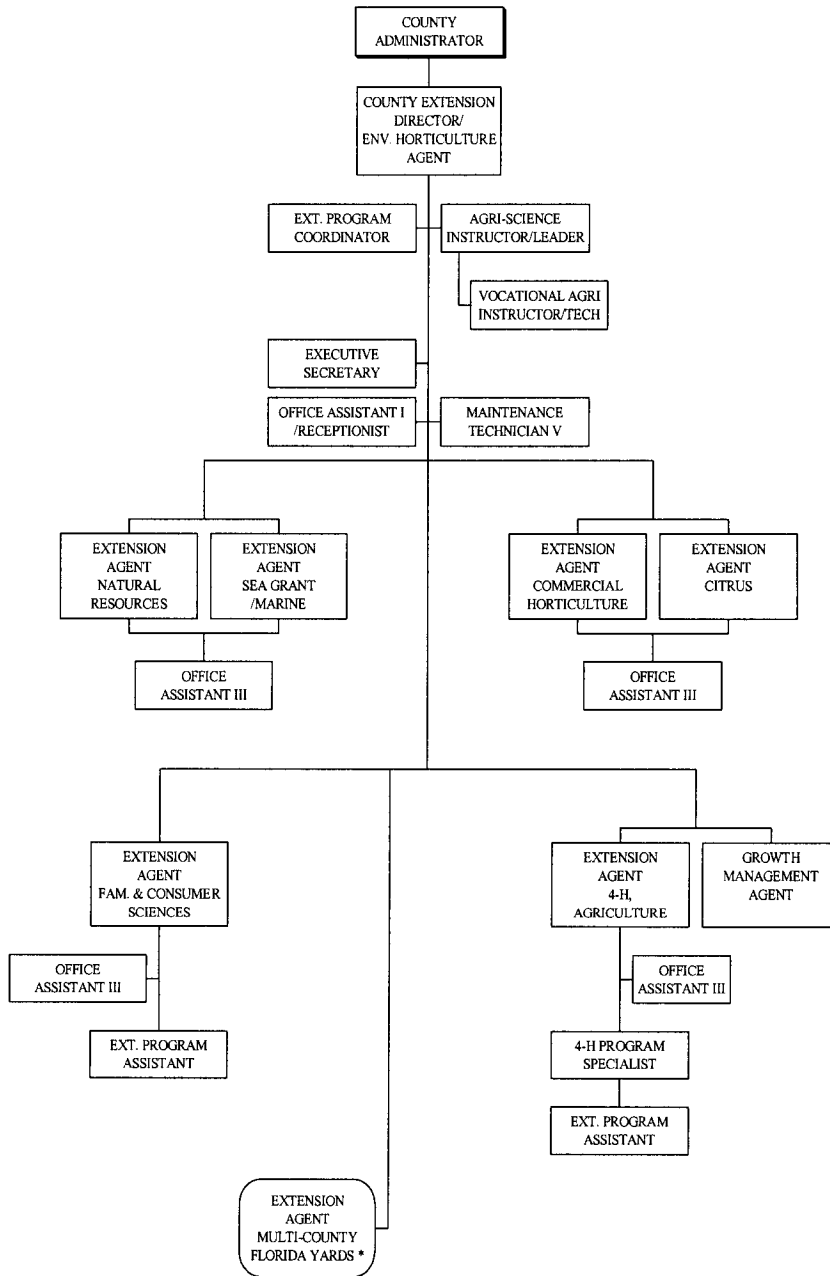 COUNTY
ADMINISTRATOR
COUNTY EXTENSION
DIRECTOR/
ENV. HORTICULTURE
AGENT
EXT. PROGRAM
COORDINATOR
AGRI-SCIENCE
INSTRUCTOR/LEADER
VOCATIONAL AGRI
INSTRUCTOR/TECH
EXECUTIVE
SECRETARY
OFFICE ASSISTANT I
/RECEPTIONIST
MAINTENANCE
TECHNICIAN V
EXTENSION
AGENT
NATURAL
RESOURCES
EXTENSION
AGENT
SEA GRANT
/MARINE
EXTENSION
AGENT
COMMERCIAL
HORTICULTURE
EXTENSION
AGENT
CITRUS
OFFICE
ASSISTANT III
OFFICE
ASSISTANT III
EXTENSION
AGENT
FAM. & CONSUMER
SCIENCES
EXTENSION
AGENT
4-H,
AGRICULTURE
GROWTH
MANAGEMENT
AGENT
OFFICE
ASSISTANT III
OFFICE
ASSISTANT III
EXT. PROGRAM
ASSISTANT
4-H PROGRAM
SPECIALIST
EXT. PROGRAM
ASSISTANT
EXTENSION
AGENT
MULTI-COUNTY
FLORIDA YARDS *